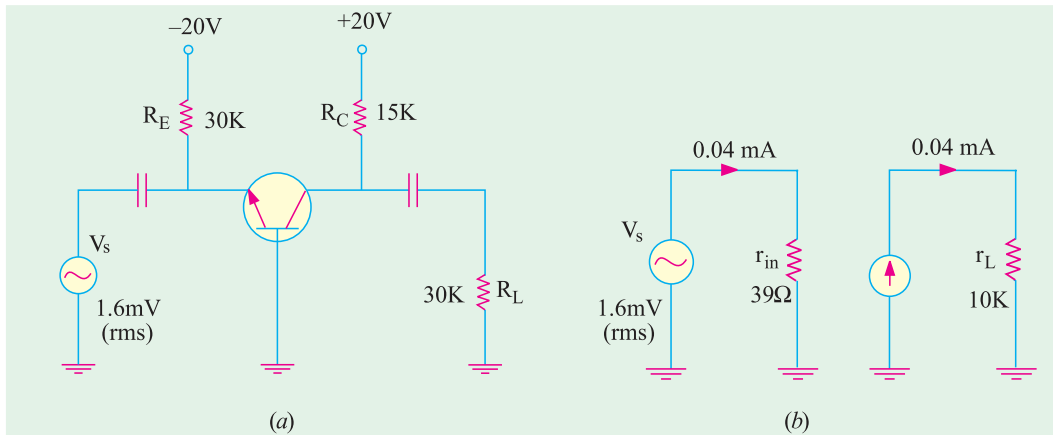 –20V
+20V
R_E
30K
R_C
15K
V_s
1.6mV
(rms)
30K
R_L
(a)
0.04 mA
0.04 mA
V_s
1.6mV
(rms)
r_in
39Ω
r_L
10K
(b)